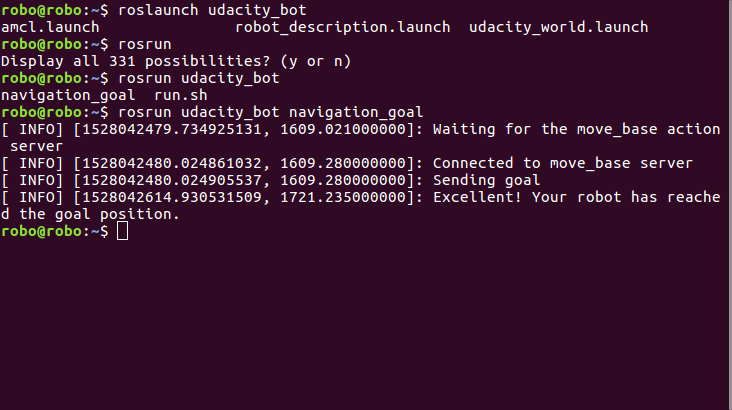 robo@robo:~$ roslaunch udacity_bot
amcl.launch               robot_description.launch  udacity_world.launch
robo@robo:~$ rosrun
Display all 331 possibilities? (y or n)
robo@robo:~$ rosrun udacity_bot
navigation_goal  run.sh
robo@robo:~$ rosrun udacity_bot navigation_goal
[ INFO] [1528042479.734925131, 1609.021000000]: Waiting for the move_base action
 server
[ INFO] [1528042480.024861032, 1609.280000000]: Connected to move_base server
[ INFO] [1528042480.024905537, 1609.280000000]: Sending goal
[ INFO] [1528042614.930531509, 1721.235000000]: Excellent! Your robot has reache
d the goal position.
robo@robo:~$